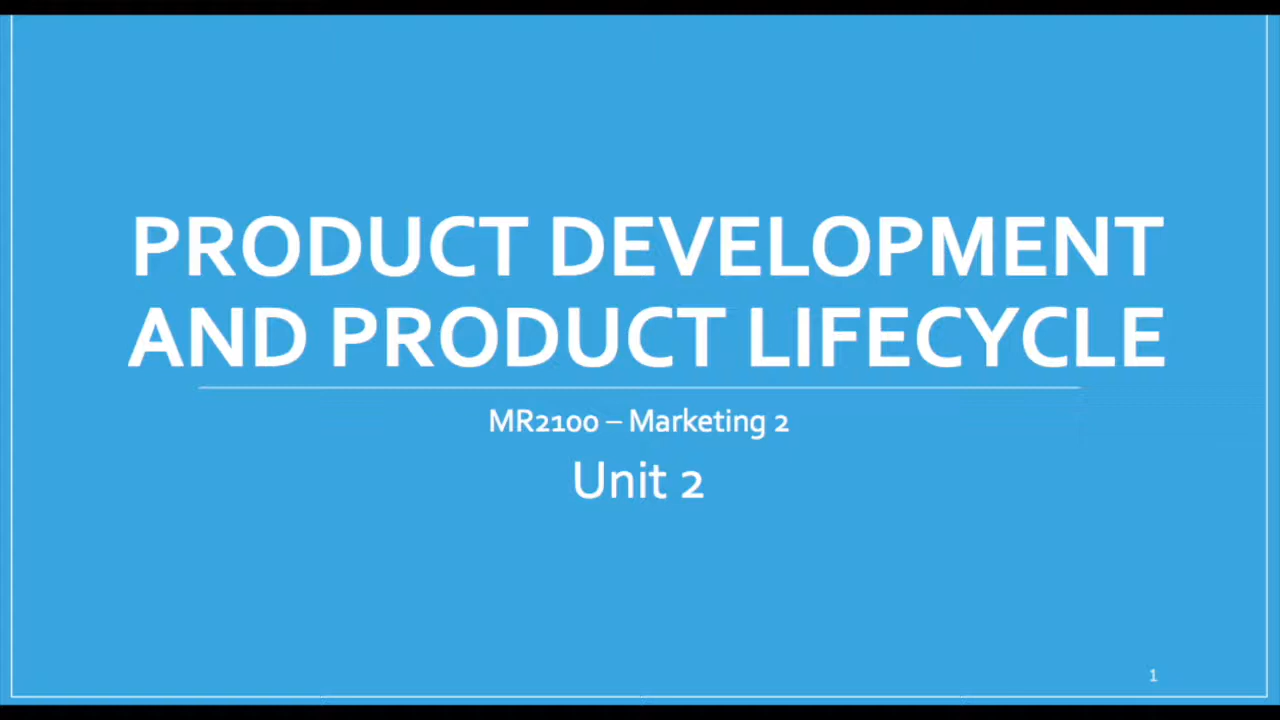 PRODUCT DEVELOPMENT
AND PRODUCT LIFECYCLE
MR2100 – Marketing 2
Unit 2
1